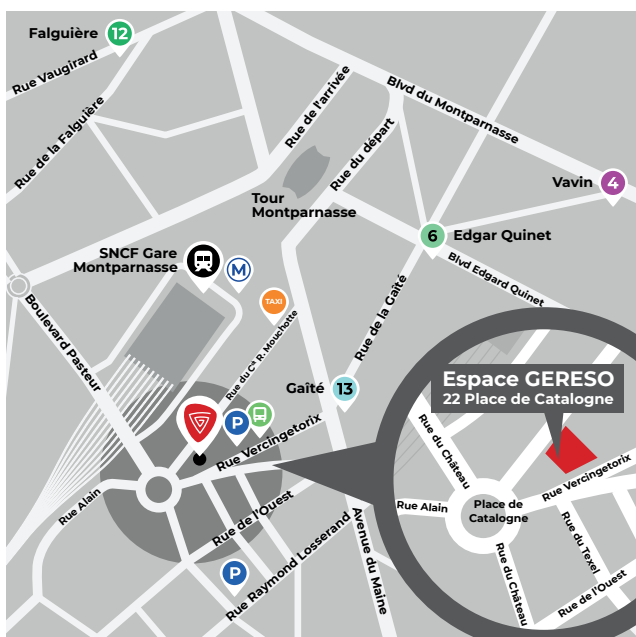 Falguière
12
Rue Vaugirard
Rue de la Falguière
Rue de l'arrivée
Rue du départ
Blvd du Montparnasse
Vavin
4
Tour
Montparnasse
6
Edgar Quinet
Blvd Edgard Quinet
SNCF Gare
Montparnasse
M
TAXI
Boulevard Pasteur
Rue du Cᵗ R. Mouchotte
Rue de la Gaîté
Gaîté
13
P
Rue Vercingetorix
Rue Alain
Rue de l'Ouest
P
Rue Raymond Losserand
Avenue du Maine
Espace GERESO
22 Place de Catalogne
Rue du Château
Rue Alain
Place de
Catalogne
Rue Vercingetorix
Rue du Texel
Rue du Château
Rue de l'Ouest